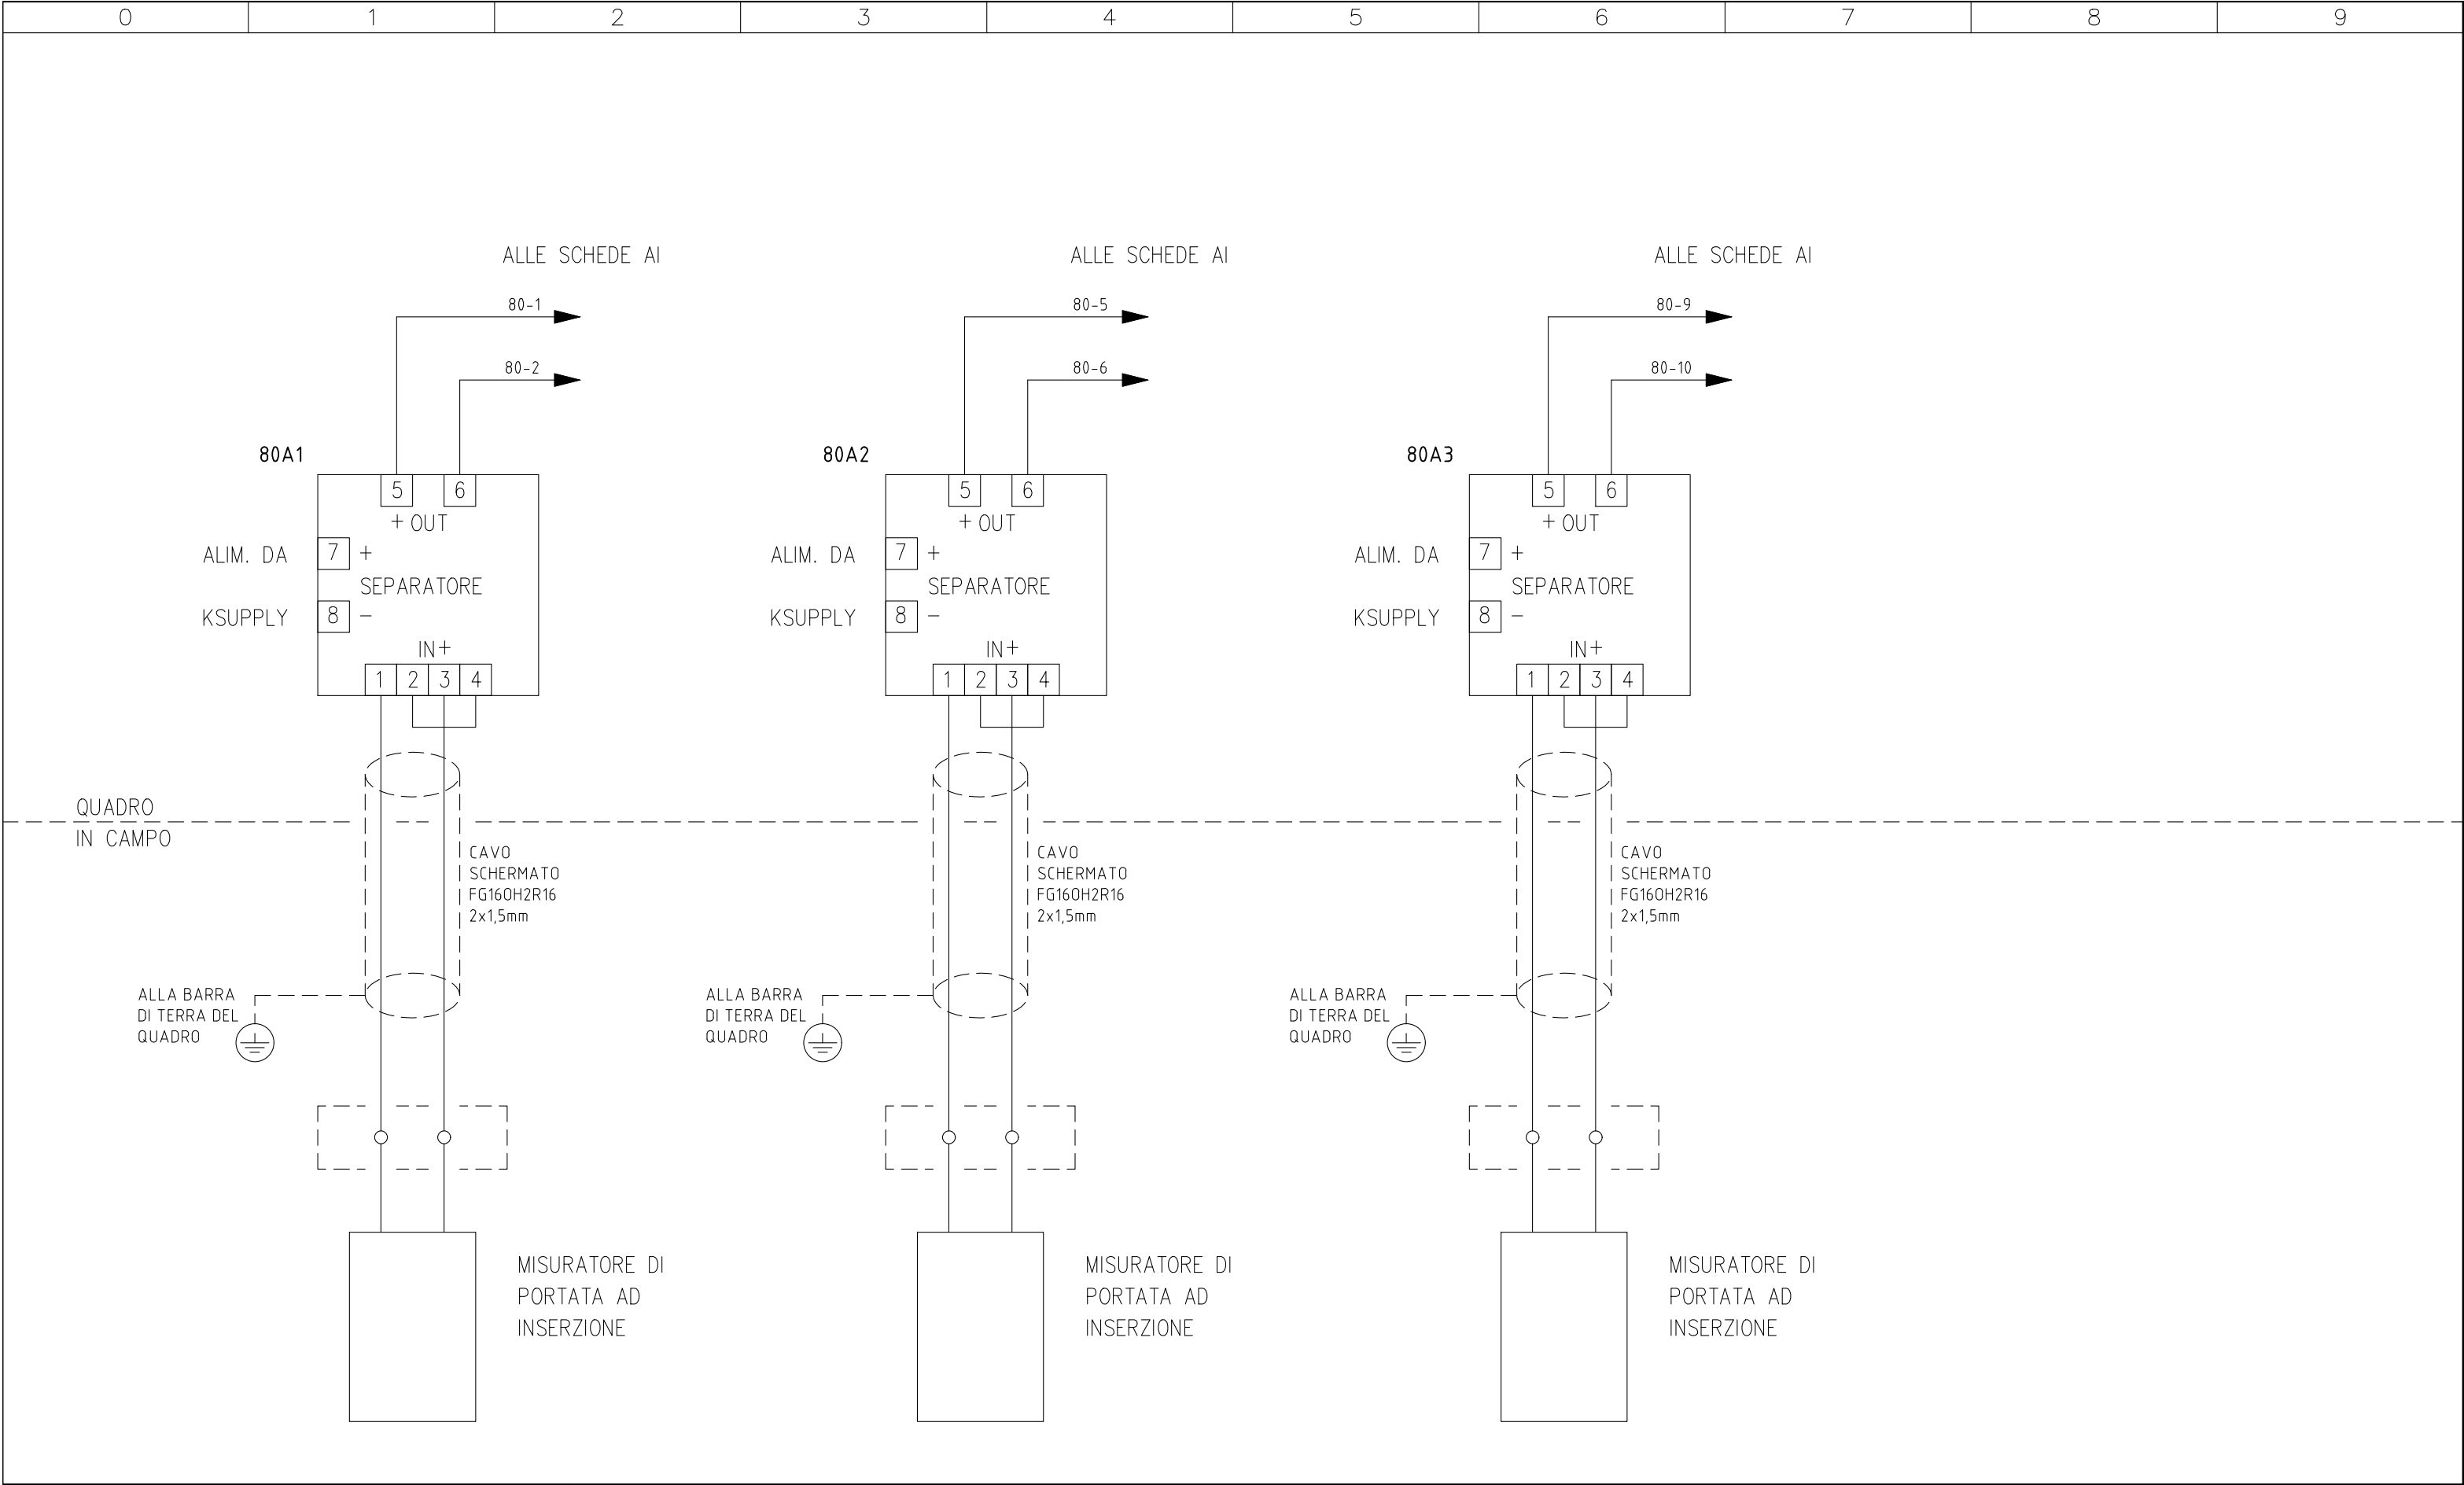 0 1 2 3 4 5 6 7 8 9
ALLE SCHEDE AI
80-1
80-2
80A1
5 6
+ OUT
ALIM. DA 7 +
SEPARATORE
KSUPPLY 8 -
IN+
1 2 3 4
ALLE SCHEDE AI
80-5
80-6
80A2
5 6
+ OUT
ALIM. DA 7 +
SEPARATORE
KSUPPLY 8 -
IN+
1 2 3 4
ALLE SCHEDE AI
80-9
80-10
80A3
5 6
+ OUT
ALIM. DA 7 +
SEPARATORE
KSUPPLY 8 -
IN+
1 2 3 4
QUADRO
IN CAMPO
CAVO
SCHERMATO
FG16OH2R16
2x1,5mm
ALLA BARRA
DI TERRA DEL
QUADRO
MISURATORE DI
PORTATA AD
INSERZIONE
CAVO
SCHERMATO
FG16OH2R16
2x1,5mm
ALLA BARRA
DI TERRA DEL
QUADRO
MISURATORE DI
PORTATA AD
INSERZIONE
CAVO
SCHERMATO
FG16OH2R16
2x1,5mm
ALLA BARRA
DI TERRA DEL
QUADRO
MISURATORE DI
PORTATA AD
INSERZIONE